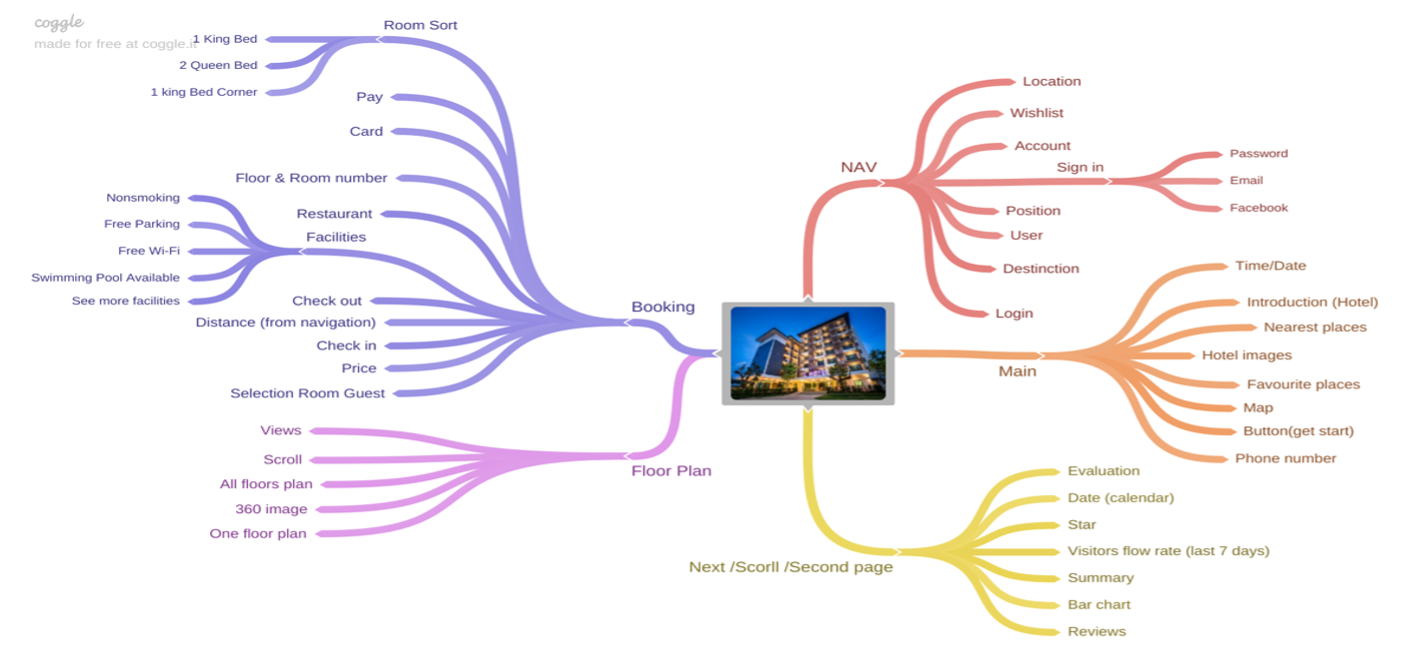 coggle
made for free at coggle.it
Room Sort
1 King Bed
2 Queen Bed
1 king Bed Corner
Pay
Card
Floor & Room number
Restaurant
Facilities
Nonsmoking
Free Parking
Free Wi-Fi
Swimming Pool Available
See more facilities
Check out
Distance (from navigation)
Check in
Price
Selection Room Guest
Booking
Views
Scroll
All floors plan
360 image
One floor plan
Floor Plan
NAV
Location
Wishlist
Account
Sign in
Password
Email
Facebook
Position
User
Destinction
Login
Main
Time/Date
Introduction (Hotel)
Nearest places
Hotel images
Favourite places
Map
Button(get start)
Phone number
Next /Scorll /Second page
Evaluation
Date (calendar)
Star
Visitors flow rate (last 7 days)
Summary
Bar chart
Reviews